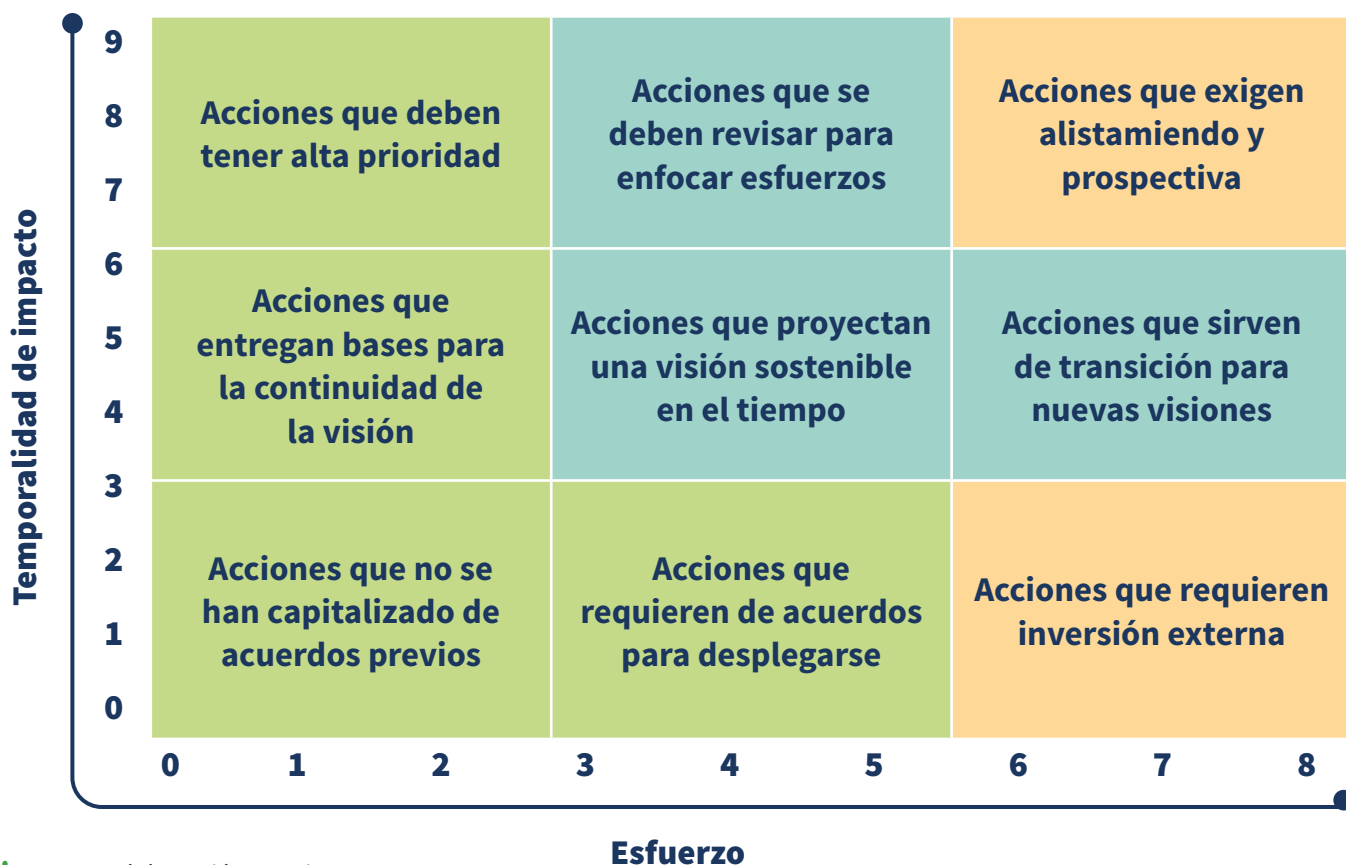 Temporalidad de impacto
9
8
7
6
5
4
3
2
1
0
Acciones que deben
tener alta prioridad
Acciones que se
deben revisar para
enfocar esfuerzos
Acciones que exigen
alistamiendo y
prospectiva
Acciones que
entregan bases para
la continuidad de
la visión
Acciones que proyectan
una visión sostenible
en el tiempo
Acciones que sirven
de transición para
nuevas visiones
Acciones que no se
han capitalizado de
acuerdos previos
Acciones que
requieren de acuerdos
para desplegarse
Acciones que requieren
inversión externa
0 1 2 3 4 5 6 7 8
Esfuerzo